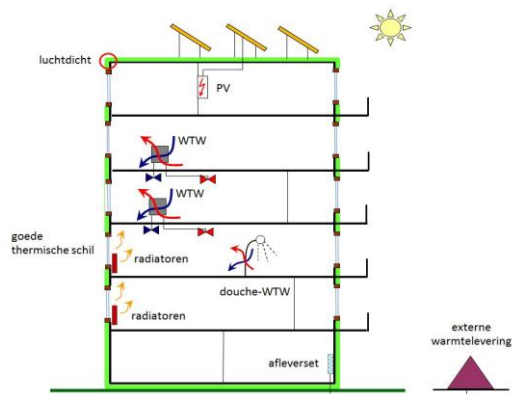 luchtdicht
PV
WTW
WTW
goede
thermische schil
radiatoren
douche-WTW
radiatoren
externe
warmtelevering
afleverset